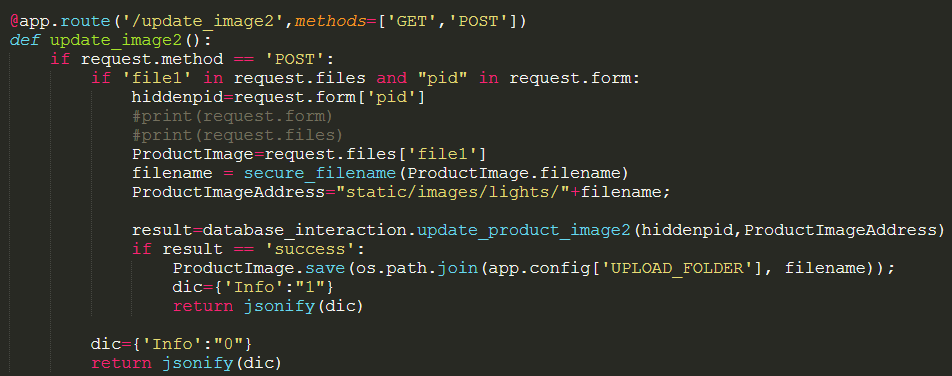 @app.route('/update_image2',methods=['GET','POST'])
def update_image2():
    if request.method == 'POST':
        if 'file1' in request.files and "pid" in request.form:
            hiddenpid=request.form['pid']
            #print(request.form)
            #print(request.files)
            ProductImage=request.files['file1']
            filename = secure_filename(ProductImage.filename)
            ProductImageAddress="static/images/lights/"+filename;

            result=database_interaction.update_product_image2(hiddenpid,ProductImageAddress)
            if result == 'success':
                ProductImage.save(os.path.join(app.config['UPLOAD_FOLDER'], filename));
                dic={'Info':"1"}
                return jsonify(dic)

        dic={'Info':"0"}
        return jsonify(dic)